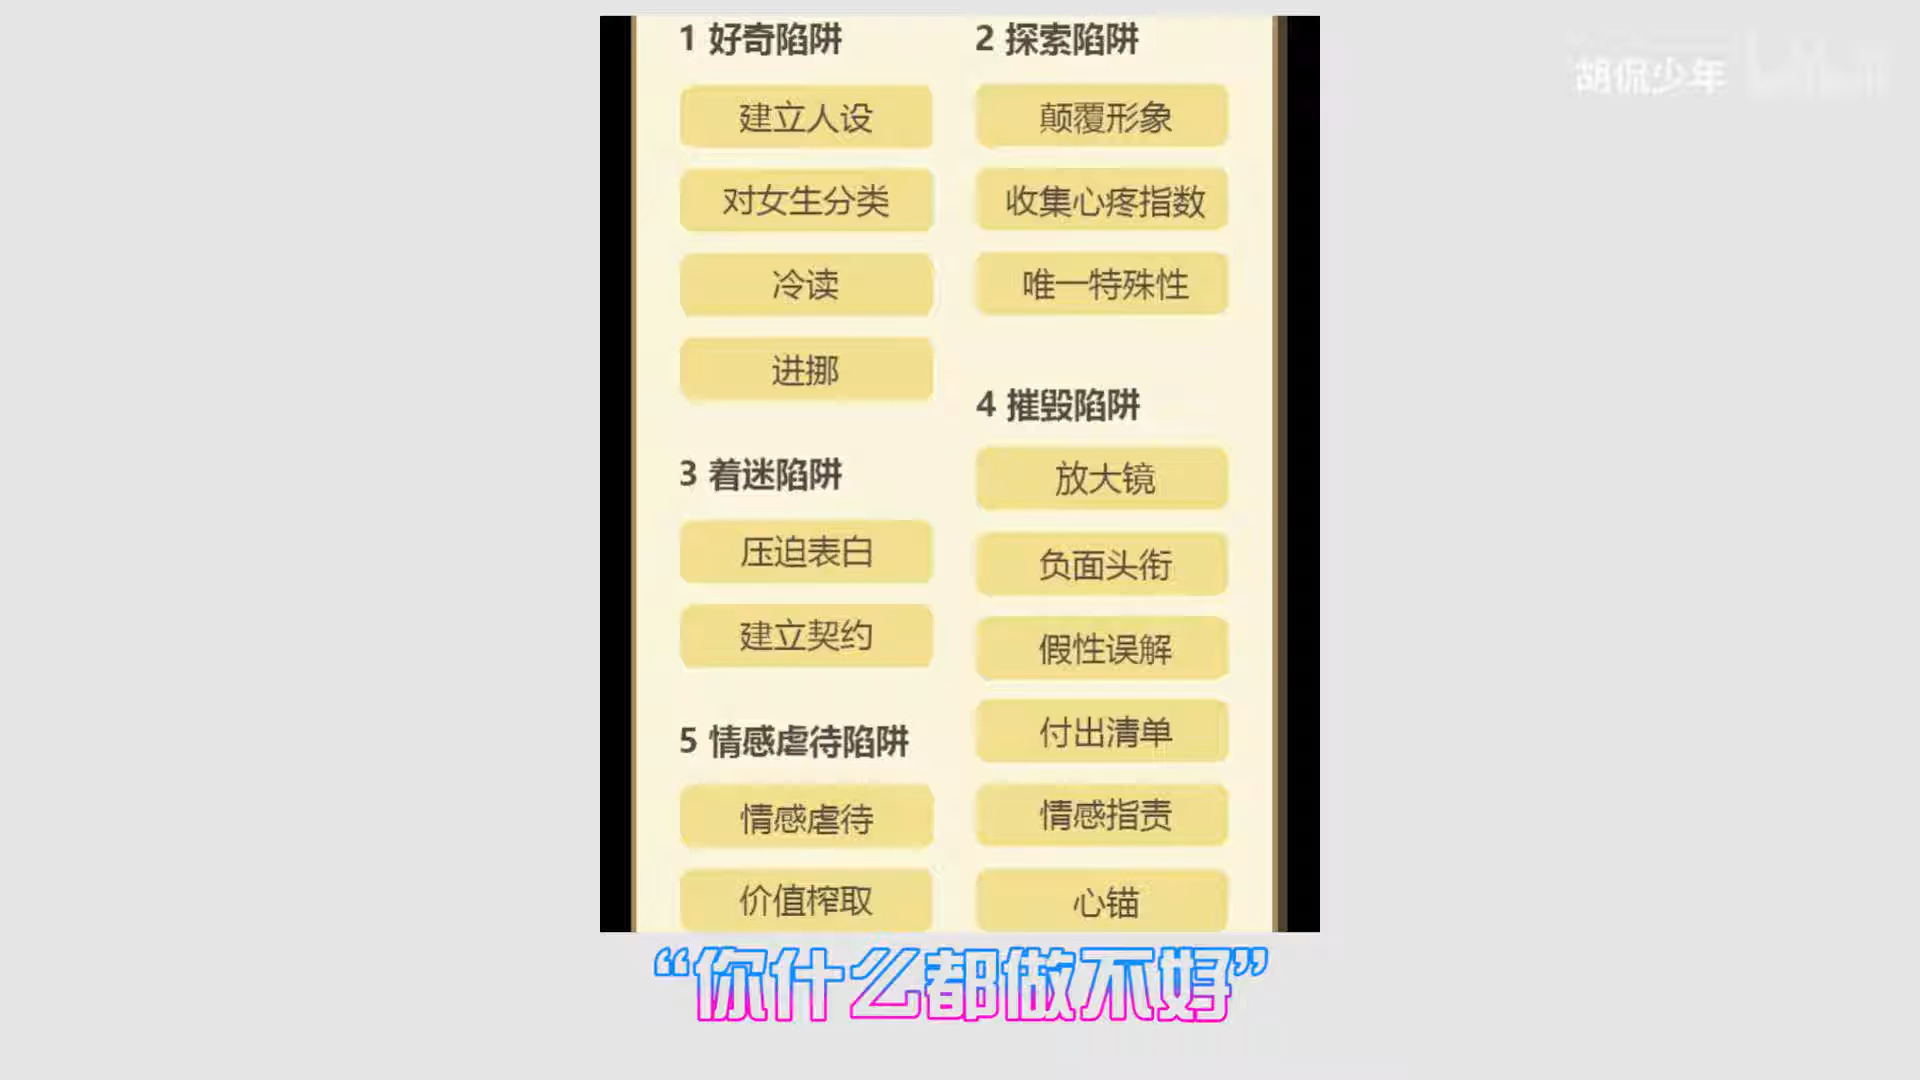 胡侃少年
1 好奇陷阱
建立人设
对女生分类
冷读
进挪
2 探索陷阱
颠覆形象
收集心疼指数
唯一特殊性
3 着迷陷阱
压迫表白
建立契约
4 摧毁陷阱
放大镜
负面头衔
假性误解
付出清单
情感指责
心锚
5 情感虐待陷阱
情感虐待
价值榨取
“你什么都做不好”